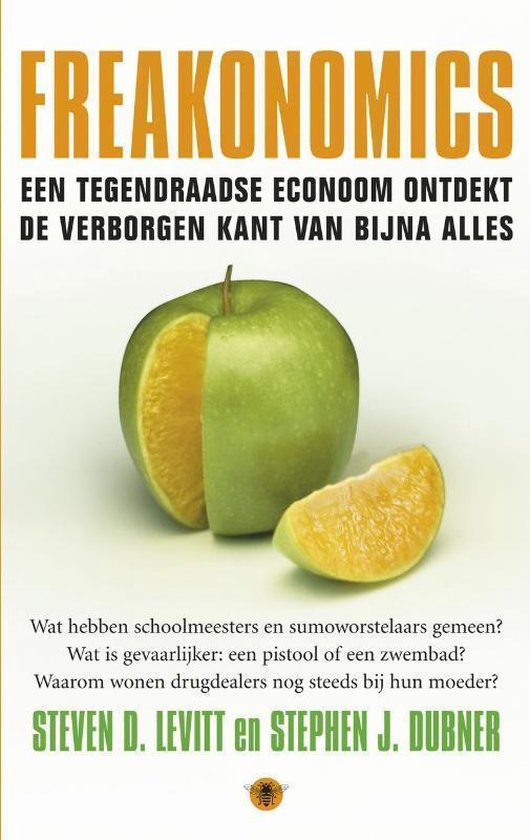 FREAKONOMICS
EEN TEGENDRAADSE ECONOOM ONTDEKT
DE VERBORGEN KANT VAN BIJNA ALLES
Wat hebben schoolmeesters en sumoworstelaars gemeen?
Wat is gevaarlijker: een pistool of een zwembad?
Waarom wonen drugdealers nog steeds bij hun moeder?
STEVEN D. LEVITT en STEPHEN J. DUBNER